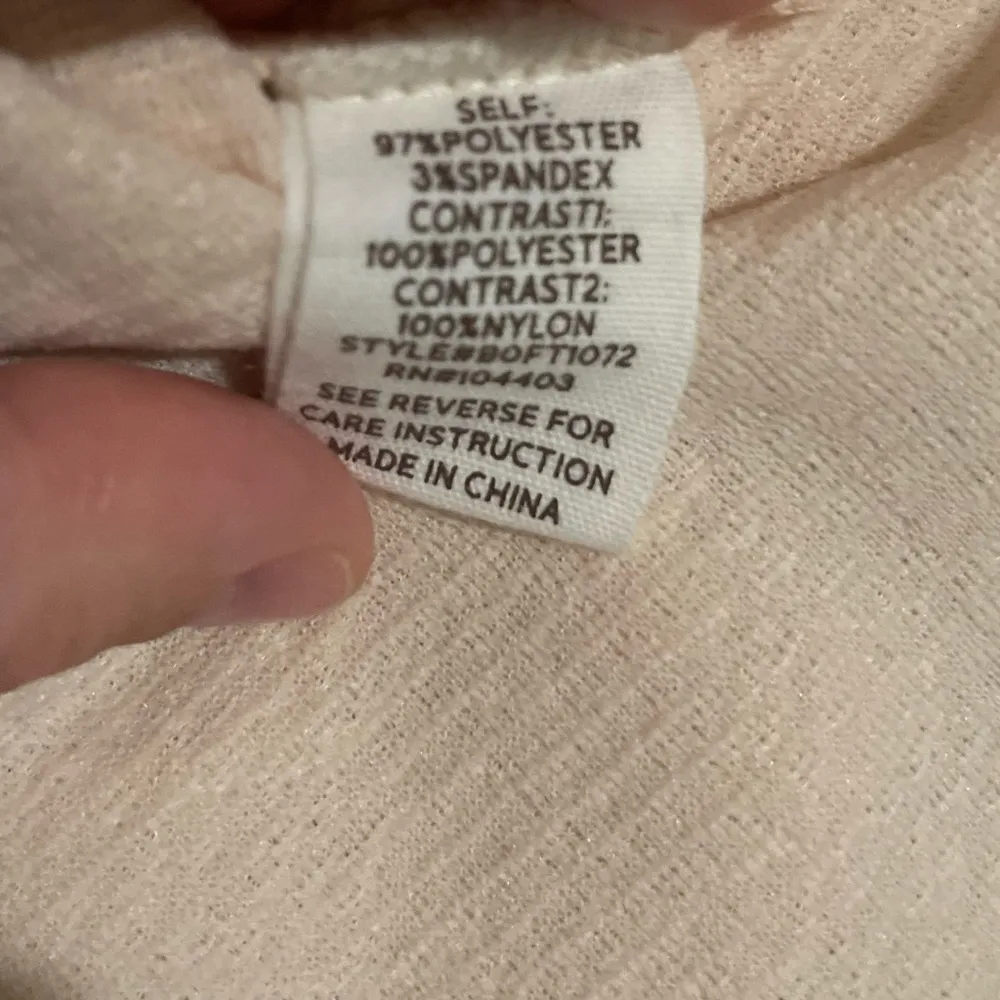 SELF:
97%POLYESTER
3%SPANDEX
CONTRAST1:
100%POLYESTER
CONTRAST2:
100%NYLON
STYLE#BOFT1072
RN#104403
SEE REVERSE FOR
CARE INSTRUCTION
MADE IN CHINA